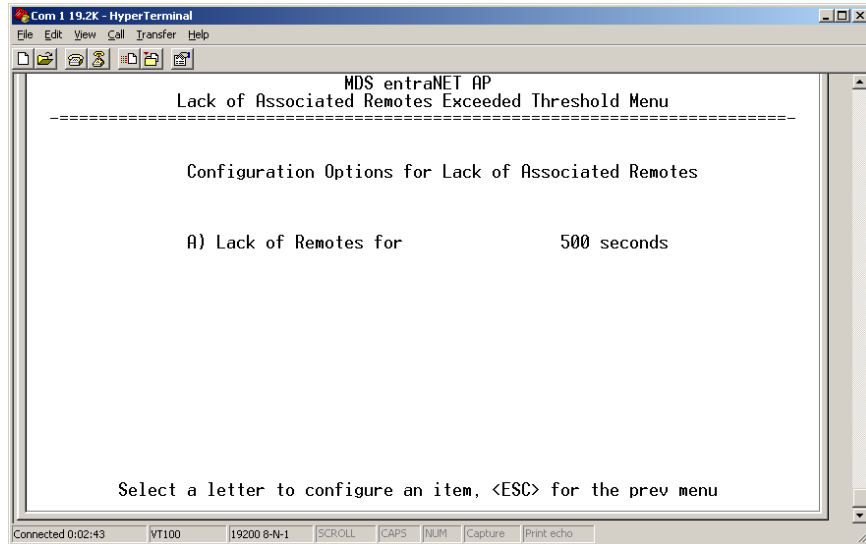 Com 1 19.2K - HyperTerminal
File Edit View Call Transfer Help
MDS entraNET AP
Lack of Associated Remotes Exceeded Threshold Menu
-==========================================================================-
Configuration Options for Lack of Associated Remotes
A) Lack of Remotes for 500 seconds
Select a letter to configure an item, <ESC> for the prev menu
Connected 0:02:43 VT100 19200 8-N-1 SCROLL CAPS NUM Capture Print echo